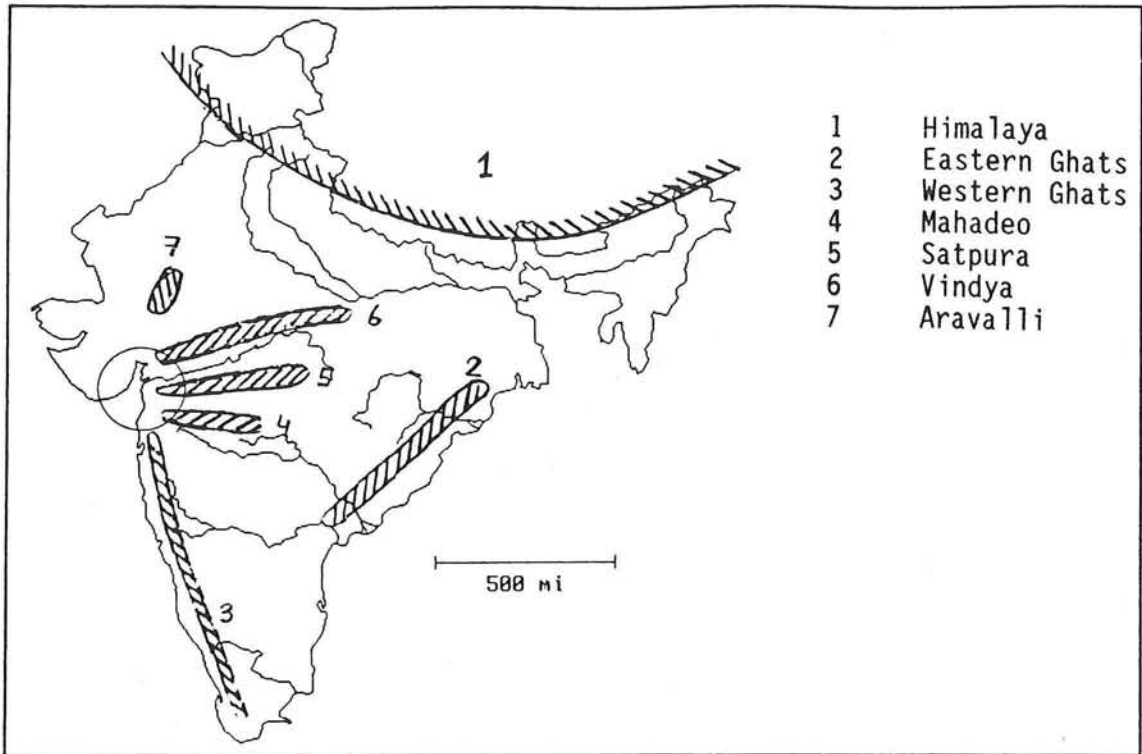 1 Himalaya
2 Eastern Ghats
3 Western Ghats
4 Mahadeo
5 Satpura
6 Vindya
7 Aravalli
1
7
6
2
5
4
3
500 mi